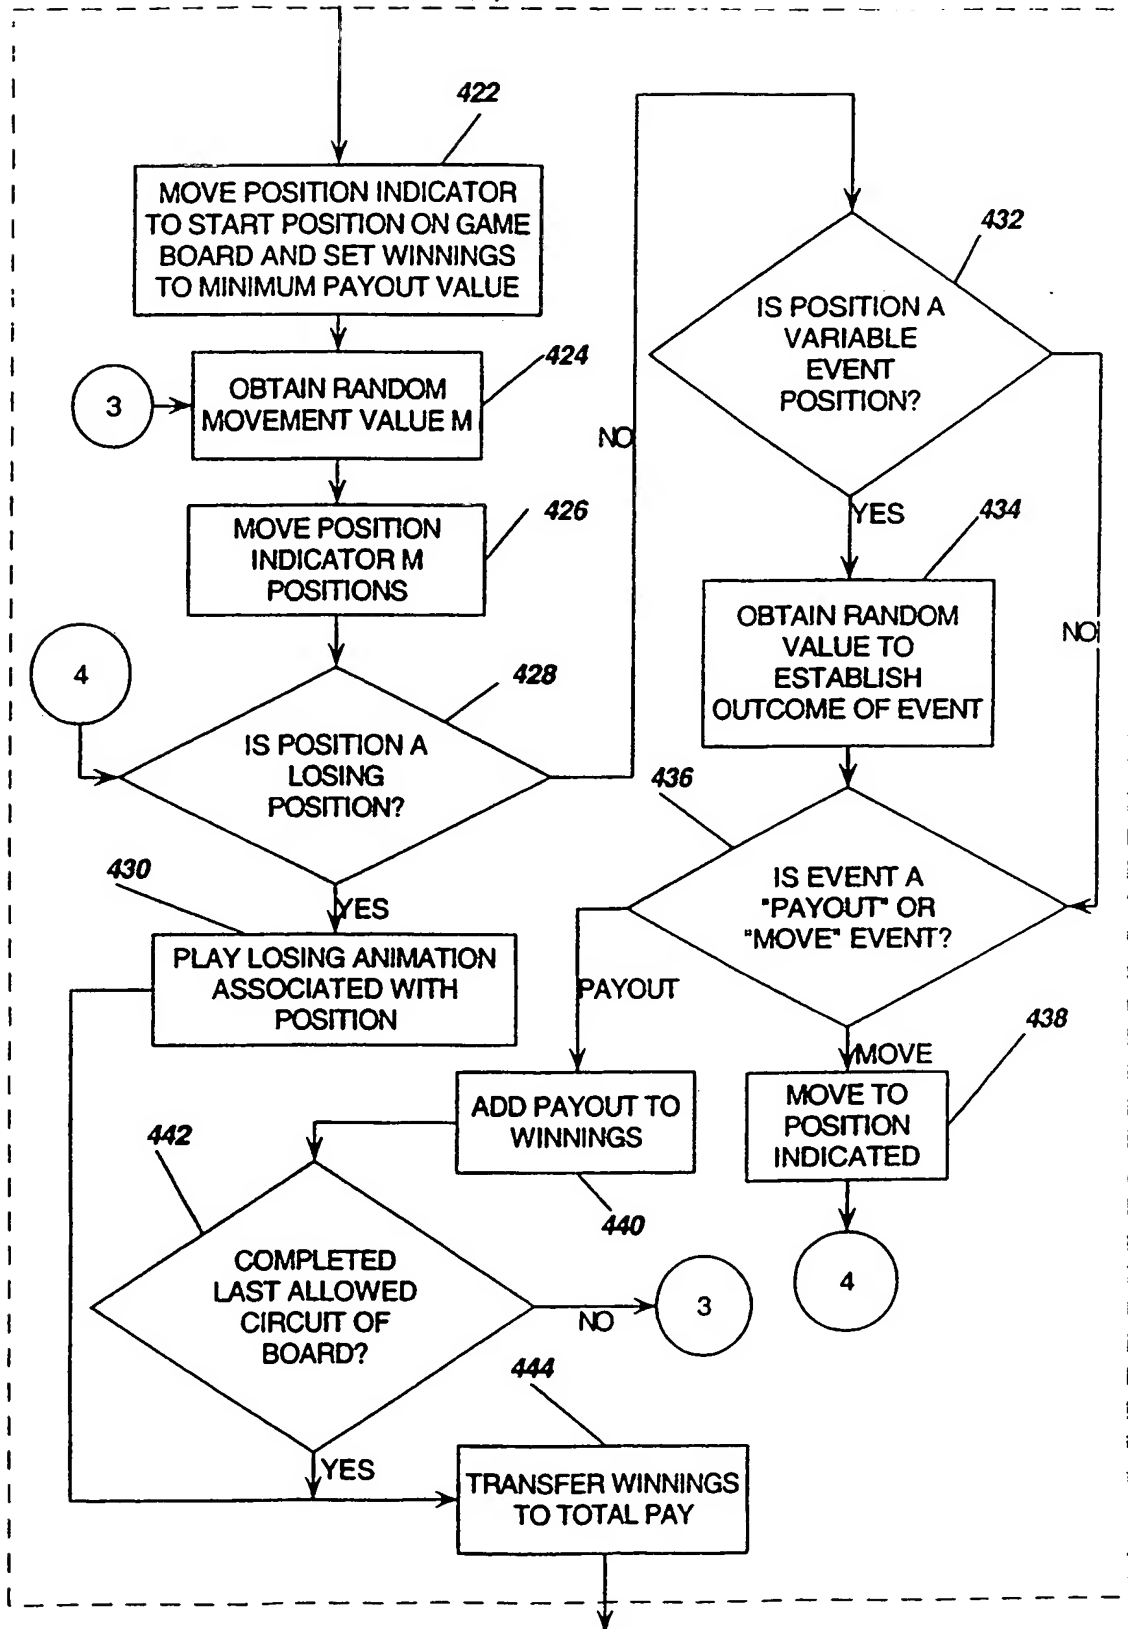 422
MOVE POSITION INDICATOR
TO START POSITION ON GAME
BOARD AND SET WINNINGS
TO MINIMUM PAYOUT VALUE
424
3
OBTAIN RANDOM
MOVEMENT VALUE M
426
MOVE POSITION
INDICATOR M
POSITIONS
4
428
IS POSITION A
LOSING
POSITION?
NO
430
YES
PLAY LOSING ANIMATION
ASSOCIATED WITH
POSITION
432
IS POSITION A
VARIABLE
EVENT
POSITION?
YES
NO
434
OBTAIN RANDOM
VALUE TO
ESTABLISH
OUTCOME OF EVENT
436
IS EVENT A
"PAYOUT" OR
"MOVE" EVENT?
PAYOUT
MOVE
438
MOVE TO
POSITION
INDICATED
4
ADD PAYOUT TO
WINNINGS
440
442
COMPLETED
LAST ALLOWED
CIRCUIT OF
BOARD?
NO
3
YES
444
TRANSFER WINNINGS
TO TOTAL PAY